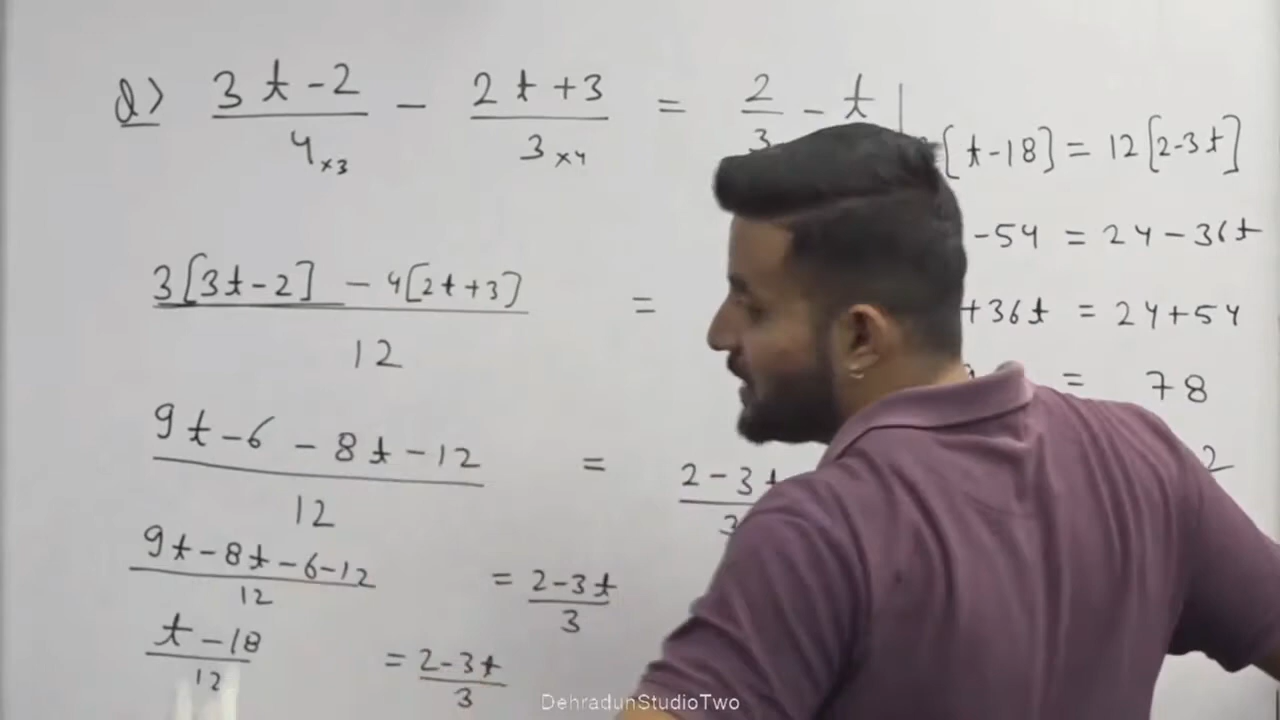 Q> (3t-2)/(4×3) - (2t+3)/(3×4) = 2/3 - t
(3[3t-2] - 4[2t+3])/12 =
(9t-6-8t-12)/12 = (2-3t)/3
(9t-8t-6-12)/12 = (2-3t)/3
(t-18)/12 = (2-3t)/3
[t-18] = 12[2-3t]
-54 = 24-36t
+36t = 24+54
= 78
2
DehradunStudioTwo